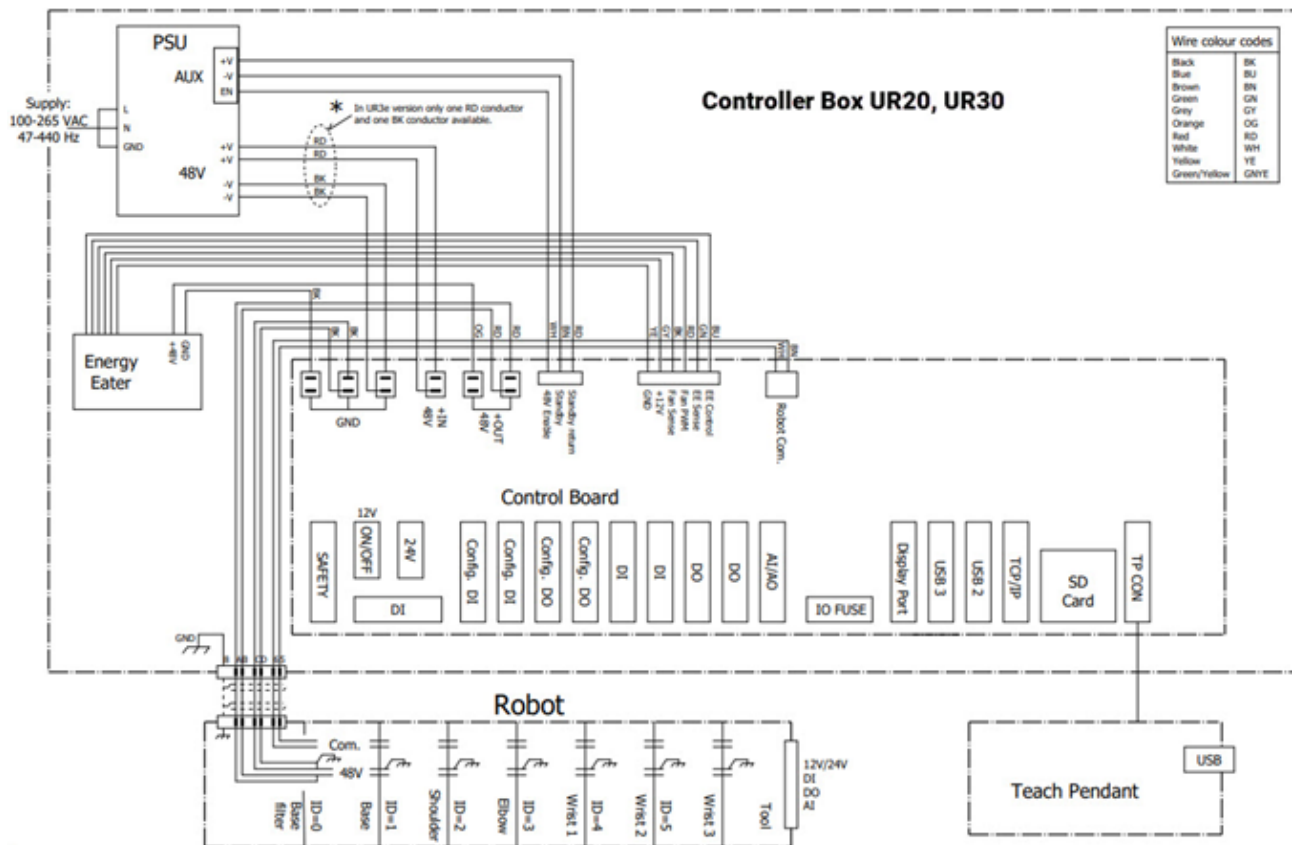 PSU
AUX
+V
-V
EN
Supply:
100-265 VAC
47-440 Hz
L
N
GND
48V
+V
+V
-V
-V
* In UR3e version only one RD conductor
and one BK conductor available.
RD
RD
BK
BK
Controller Box UR20, UR30
Wire colour codes
Black BK
Blue BU
Brown BN
Green GN
Grey GY
Orange OG
Red RD
White WH
Yellow YE
Green/Yellow GNYE
Energy
Eater
GND
+48V
BK
BK
BK
OG
RD
RD
WH
BN
RD
YE
GY
BK
RD
GN
BU
WH
BN
GND
+IN
48V
+OUT
48V
Standby return
Standby
48V Enable
EE Control
EE Sense
Fan PWM
Fan Sense
+12V
GND
Robot Com.
Control Board
SAFETY
12V
ON/OFF
24V
DI
Config. DI
Config. DI
Config. DO
Config. DO
DI
DI
DO
DO
AI/AO
IO FUSE
Display Port
USB 3
USB 2
TCP/IP
SD
Card
TP CON
GND
AB
CD
Robot
Com.
48V
ID=0
Base
filter
ID=1
Base
ID=2
Shoulder
ID=3
Elbow
ID=4
Wrist 1
ID=5
Wrist 2
Wrist 3
Tool
12V/24V
DI
DO
AI
Teach Pendant
USB